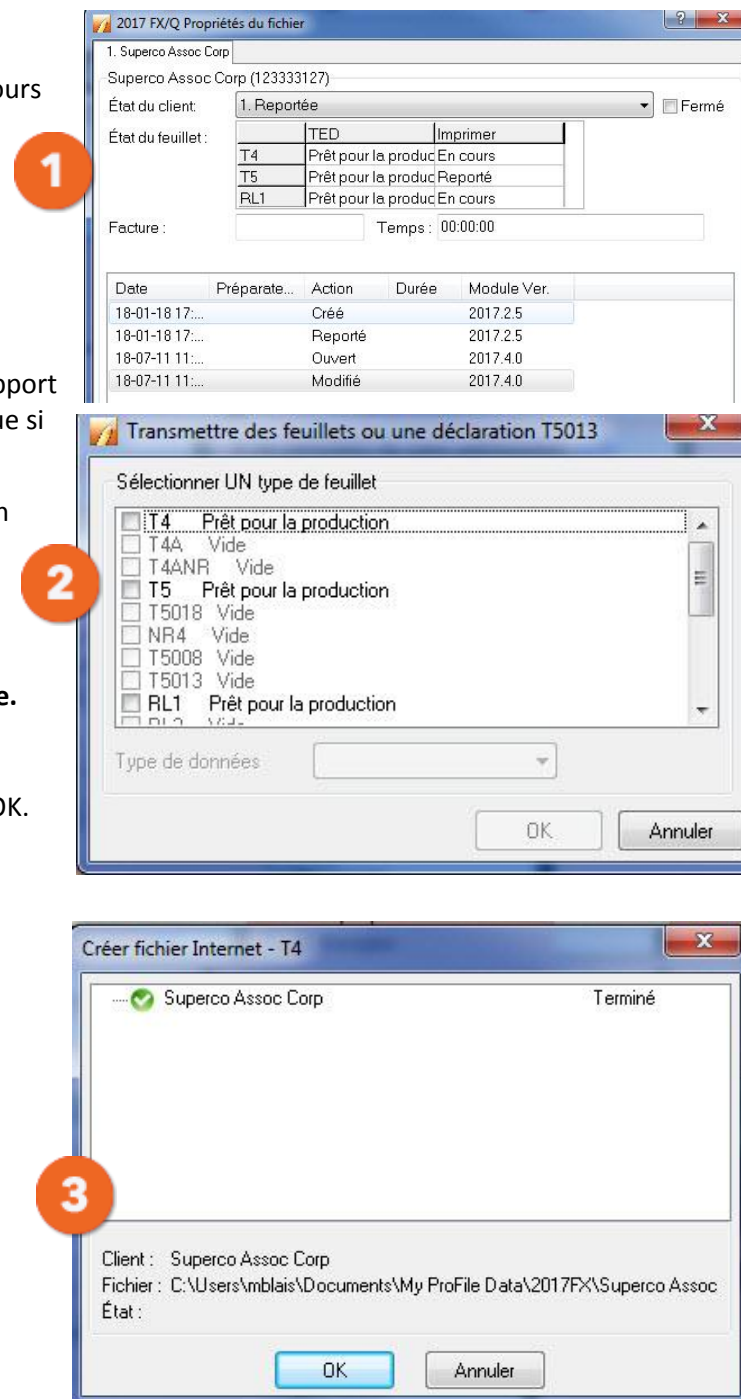 2017 FX/Q Propriétés du fichier
1. Superco Assoc Corp
Superco Assoc Corp (123333127)
État du client: 1. Reportée Fermé
État du feuillet :
TED Imprimer
T4 Prêt pour la produc En cours
T5 Prêt pour la produc Reporté
RL1 Prêt pour la produc En cours
Facture : Temps : 00:00:00
Date Préparate... Action Durée Module Ver.
18-01-18 17:... Créé 2017.2.5
18-01-18 17:... Reporté 2017.2.5
18-07-11 11:... Ouvert 2017.4.0
18-07-11 11:... Modifié 2017.4.0
1
ours
pport
ue si
n
e.
OK.
Transmettre des feuillets ou une déclaration T5013
Sélectionner UN type de feuillet
T4 Prêt pour la production
T4A Vide
T4ANR Vide
T5 Prêt pour la production
T5018 Vide
NR4 Vide
T5008 Vide
T5013 Vide
RL1 Prêt pour la production
Type de données
OK Annuler
2
Créer fichier Internet - T4
Superco Assoc Corp Terminé
3
Client : Superco Assoc Corp
Fichier : C:\Users\mblais\Documents\My ProFile Data\2017FX\Superco Assoc
État :
OK Annuler